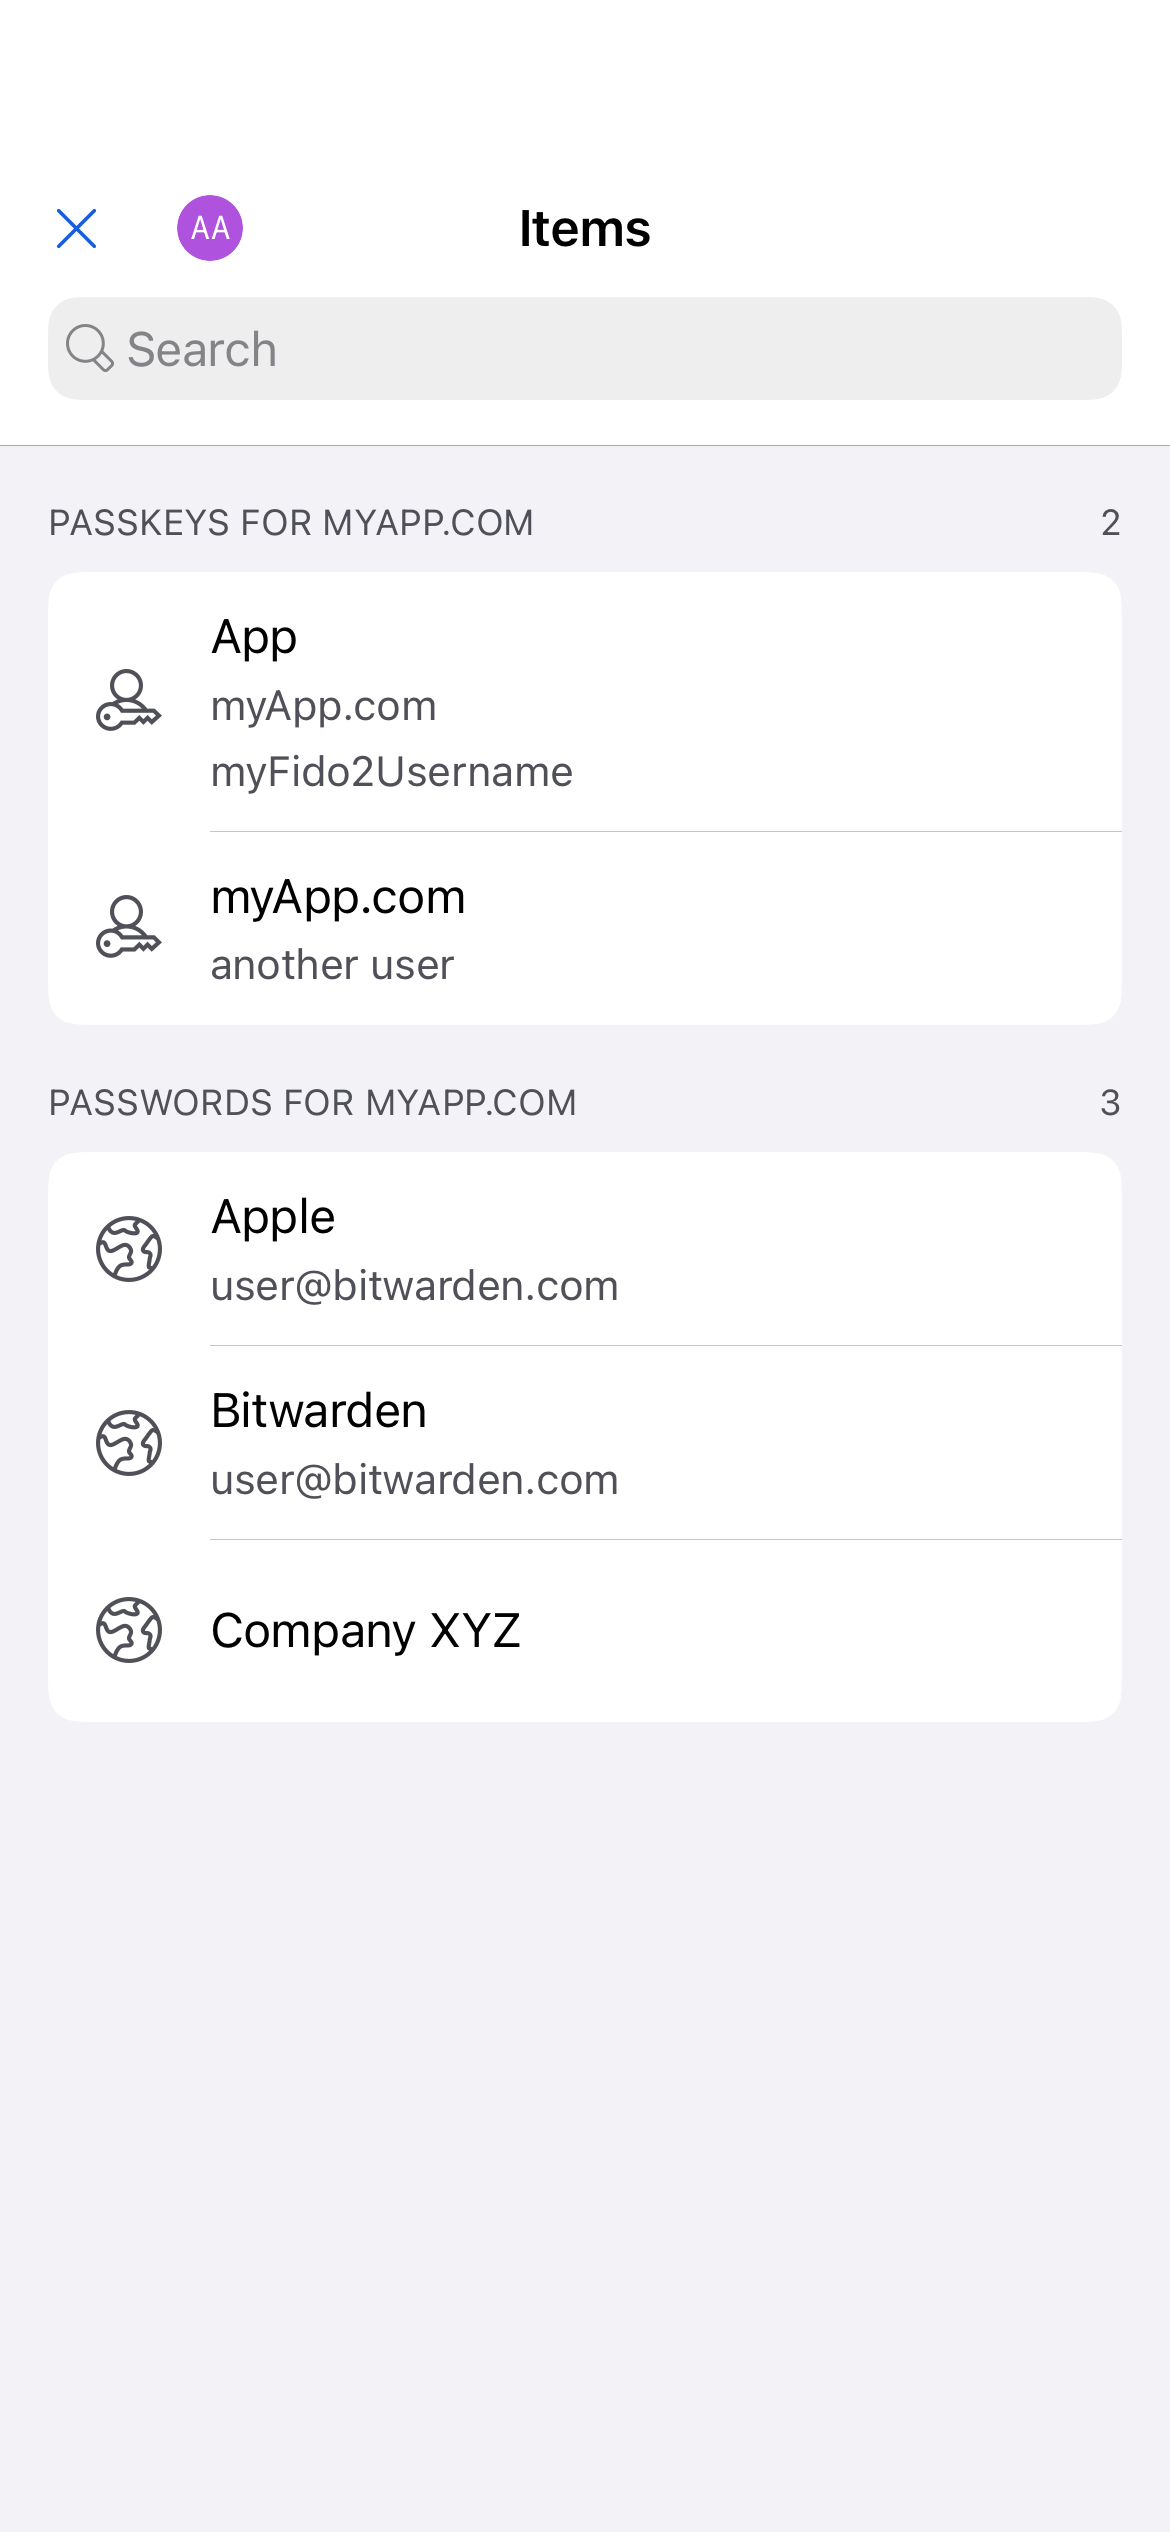 AA
Items
Search
PASSKEYS FOR MYAPP.COM 2
App
myApp.com
myFido2Username
myApp.com
another user
PASSWORDS FOR MYAPP.COM 3
Apple
user@bitwarden.com
Bitwarden
user@bitwarden.com
Company XYZ